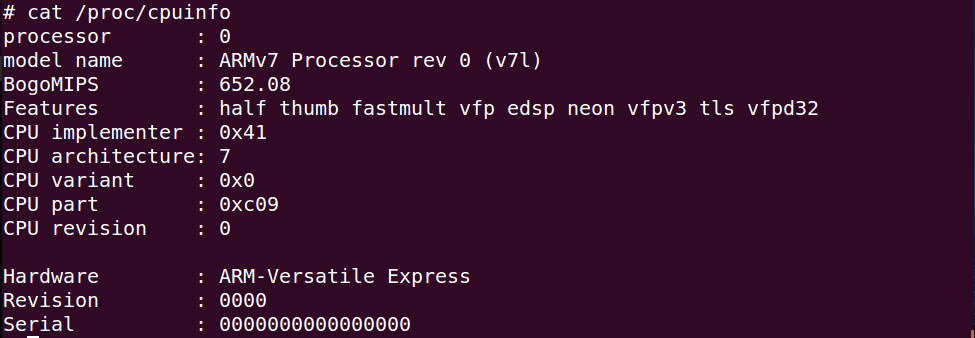 # cat /proc/cpuinfo
processor       : 0
model name      : ARMv7 Processor rev 0 (v7l)
BogoMIPS        : 652.08
Features        : half thumb fastmult vfp edsp neon vfpv3 tls vfpd32
CPU implementer : 0x41
CPU architecture: 7
CPU variant     : 0x0
CPU part        : 0xc09
CPU revision    : 0

Hardware        : ARM-Versatile Express
Revision        : 0000
Serial          : 0000000000000000